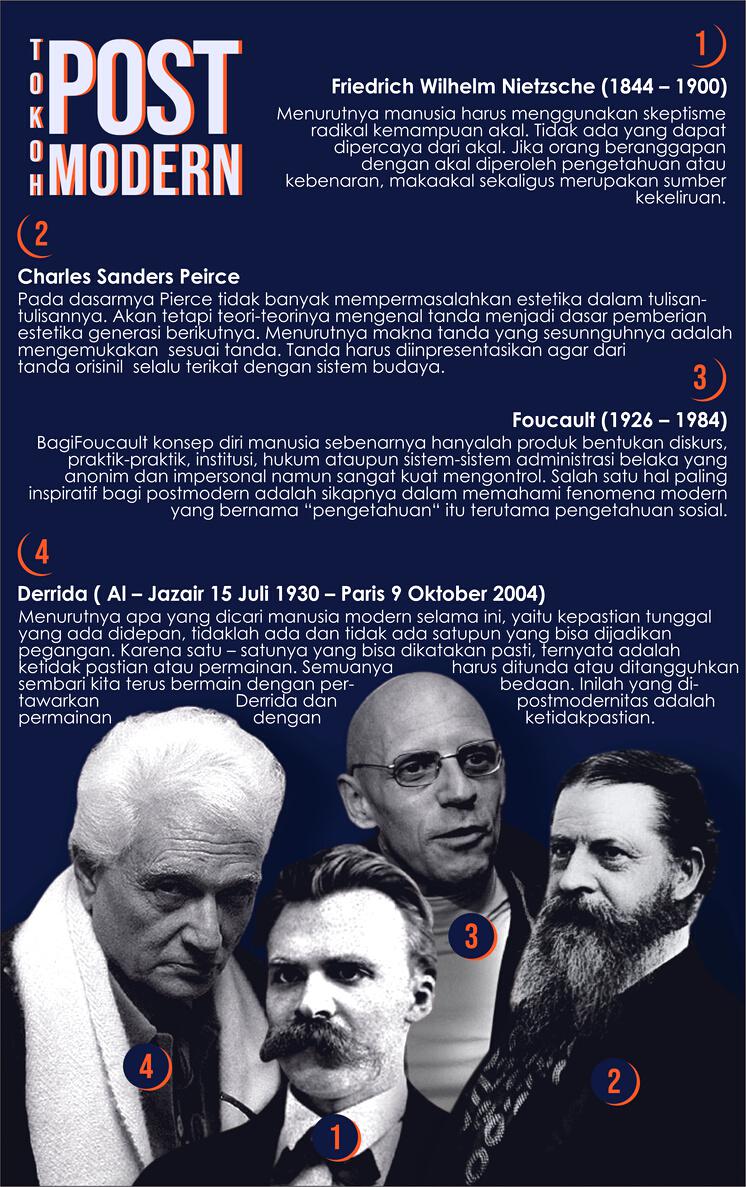 TOKOH
POST
MODERN
1
Friedrich Wilhelm Nietzsche (1844 – 1900)
Menurutnya manusia harus menggunakan skeptisme
radikal kemampuan akal. Tidak ada yang dapat
dipercaya dari akal. Jika orang beranggapan
dengan akal diperoleh pengetahuan atau
kebenaran, makaakal sekaligus merupakan sumber
kekeliruan.
2
Charles Sanders Peirce
Pada dasarmya Pierce tidak banyak mempermasalahkan estetika dalam tulisan-
tulisannya. Akan tetapi teori-teorinya mengenal tanda menjadi dasar pemberian
estetika generasi berikutnya. Menurutnya makna tanda yang sesunnguhnya adalah
mengemukakan sesuai tanda. Tanda harus diinpresentasikan agar dari
tanda orisinil selalu terikat dengan sistem budaya.
3
Foucault (1926 – 1984)
BagiFoucault konsep diri manusia sebenarnya hanyalah produk bentukan diskurs,
praktik-praktik, institusi, hukum ataupun sistem-sistem administrasi belaka yang
anonim dan impersonal namun sangat kuat mengontrol. Salah satu hal paling
inspiratif bagi postmodern adalah sikapnya dalam memahami fenomena modern
yang bernama “pengetahuan“ itu terutama pengetahuan sosial.
4
Derrida ( Al – Jazair 15 Juli 1930 – Paris 9 Oktober 2004)
Menurutnya apa yang dicari manusia modern selama ini, yaitu kepastian tunggal
yang ada didepan, tidaklah ada dan tidak ada satupun yang bisa dijadikan
pegangan. Karena satu – satunya yang bisa dikatakan pasti, ternyata adalah
ketidak pastian atau permainan. Semuanya harus ditunda atau ditangguhkan
sembari kita terus bermain dengan per- bedaan. Inilah yang di-
tawarkan Derrida dan postmodernitas adalah
permainan dengan ketidakpastian.
3
4
2
1